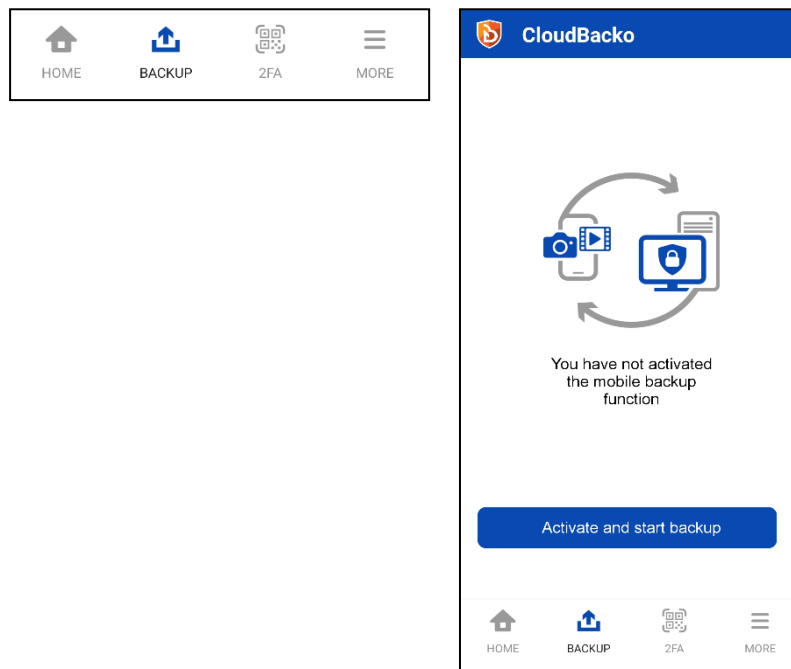 HOME BACKUP 2FA MORE
CloudBacko
You have not activated
the mobile backup
function
Activate and start backup
HOME BACKUP 2FA MORE